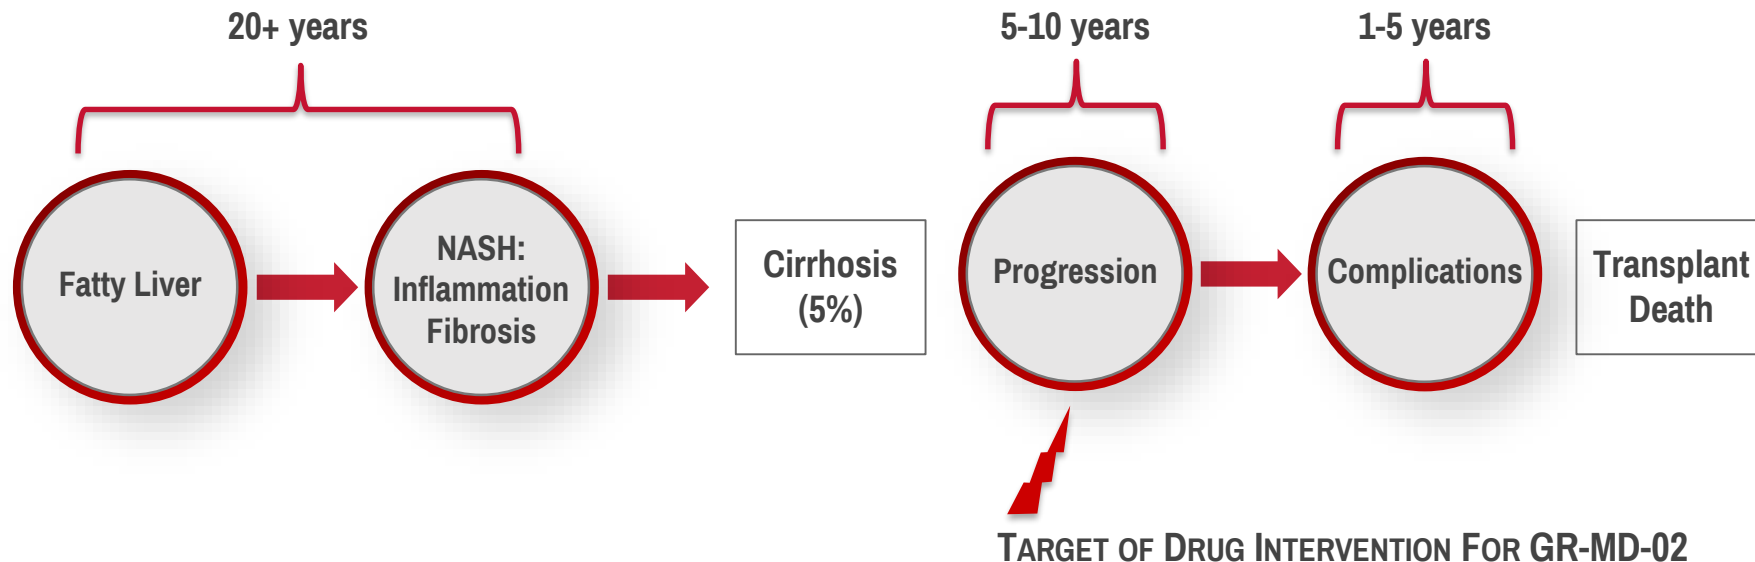 20+ years
5-10 years
1-5 years
Fatty Liver
NASH:
Inflammation
Fibrosis
Cirrhosis
(5%)
Progression
Complications
Transplant
Death
TARGET OF DRUG INTERVENTION FOR GR-MD-02